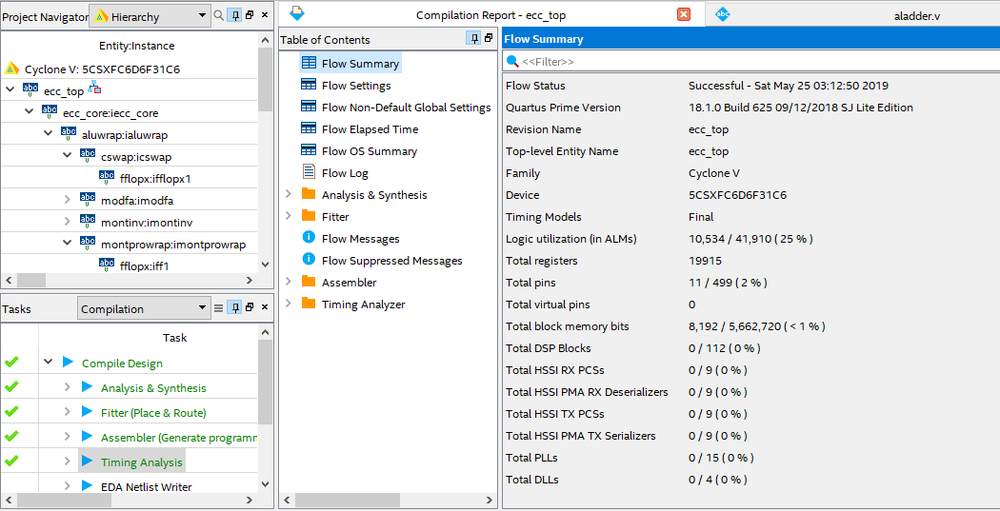 Project Navigator Hierarchy
Entity:Instance
Cyclone V: 5CSXFC6D6F31C6
abc ecc_top
abc ecc_core:iecc_core
abc aluwrap:ialuwrap
abc cswap:icswap
abc fflopx:ifflopx1
abc modfa:imodfa
abc montinv:imontinv
abc montprowrap:imontprowrap
abc fflopx:iff1
Tasks Compilation
Task
Compile Design
Analysis & Synthesis
Fitter (Place & Route)
Assembler (Generate programm
Timing Analysis
EDA Netlist Writer
Compilation Report - ecc_top
abc aladder.v
Table of Contents
Flow Summary
Flow Settings
Flow Non-Default Global Settings
Flow Elapsed Time
Flow OS Summary
Flow Log
Analysis & Synthesis
Fitter
Flow Messages
Flow Suppressed Messages
Assembler
Timing Analyzer
Flow Summary
<<Filter>>
Flow Status Successful - Sat May 25 03:12:50 2019
Quartus Prime Version 18.1.0 Build 625 09/12/2018 SJ Lite Edition
Revision Name ecc_top
Top-level Entity Name ecc_top
Family Cyclone V
Device 5CSXFC6D6F31C6
Timing Models Final
Logic utilization (in ALMs) 10,534 / 41,910 ( 25 % )
Total registers 19915
Total pins 11 / 499 ( 2 % )
Total virtual pins 0
Total block memory bits 8,192 / 5,662,720 ( < 1 % )
Total DSP Blocks 0 / 112 ( 0 % )
Total HSSI RX PCSs 0 / 9 ( 0 % )
Total HSSI PMA RX Deserializers 0 / 9 ( 0 % )
Total HSSI TX PCSs 0 / 9 ( 0 % )
Total HSSI PMA TX Serializers 0 / 9 ( 0 % )
Total PLLs 0 / 15 ( 0 % )
Total DLLs 0 / 4 ( 0 % )